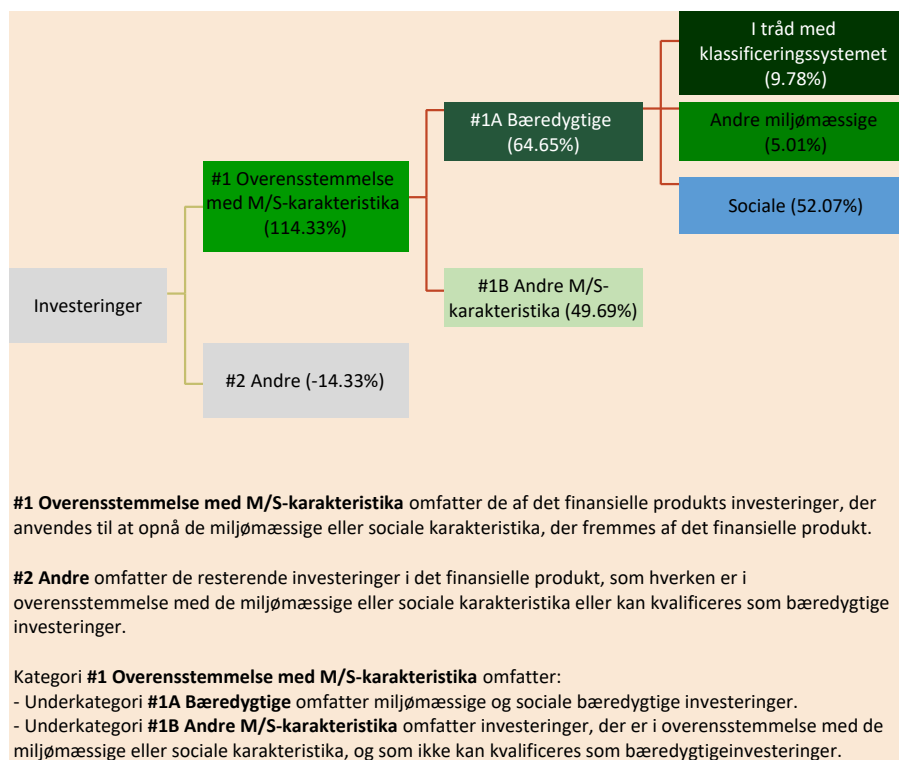 I tråd med
klassificeringssystemet
(9.78%)
#1A Bæredygtige
(64.65%)
Andre miljømæssige
(5.01%)
#1 Overensstemmelse
med M/S-karakteristika
(114.33%)
Sociale (52.07%)
Investeringer
#1B Andre M/S-
karakteristika (49.69%)
#2 Andre (-14.33%)
#1 Overensstemmelse med M/S-karakteristika omfatter de af det finansielle produkts investeringer, der
anvendes til at opnå de miljømæssige eller sociale karakteristika, der fremmes af det finansielle produkt.
#2 Andre omfatter de resterende investeringer i det finansielle produkt, som hverken er i
overensstemmelse med de miljømæssige eller sociale karakteristika eller kan kvalificeres som bæredygtige
investeringer.
Kategori #1 Overensstemmelse med M/S-karakteristika omfatter:
- Underkategori #1A Bæredygtige omfatter miljømæssige og sociale bæredygtige investeringer.
- Underkategori #1B Andre M/S-karakteristika omfatter investeringer, der er i overensstemmelse med de
miljømæssige eller sociale karakteristika, og som ikke kan kvalificeres som bæredygtigeinvesteringer.